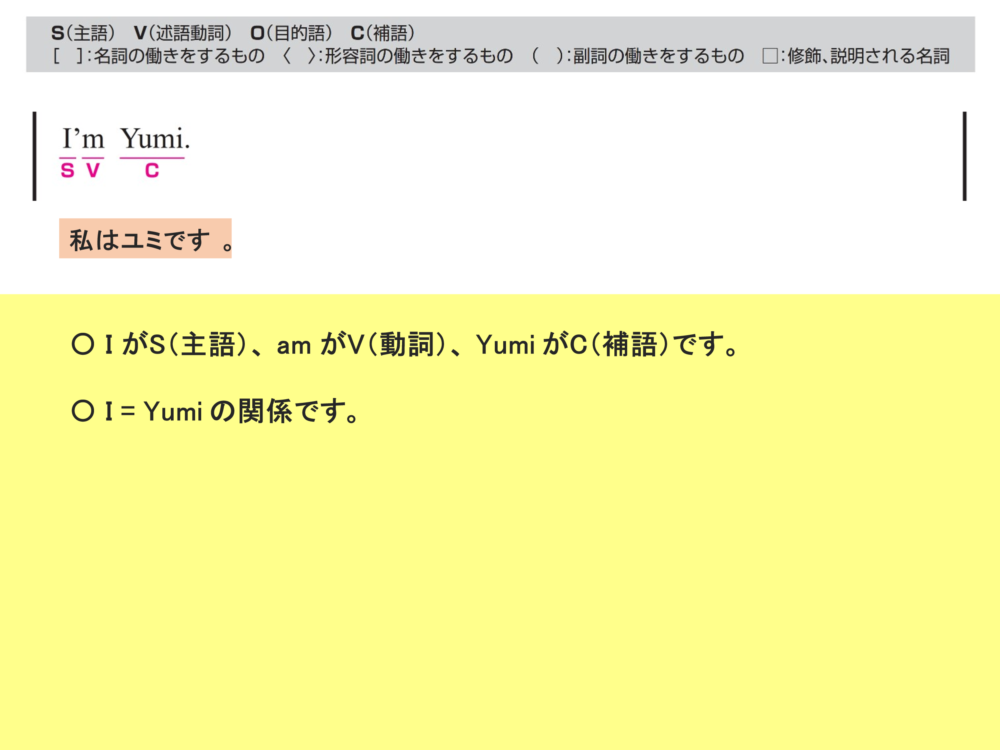 S（主語）　V（述語動詞）　O（目的語）　C（補語）
［　］：名詞の働きをするもの　〈　〉：形容詞の働きをするもの　（　）：副詞の働きをするもの　□：修飾、説明される名詞
I’m Yumi.
S V C
私はユミです 。
〇 I がS（主語）、am がV（動詞）、Yumi がC（補語）です。
〇 I = Yumi の関係です。